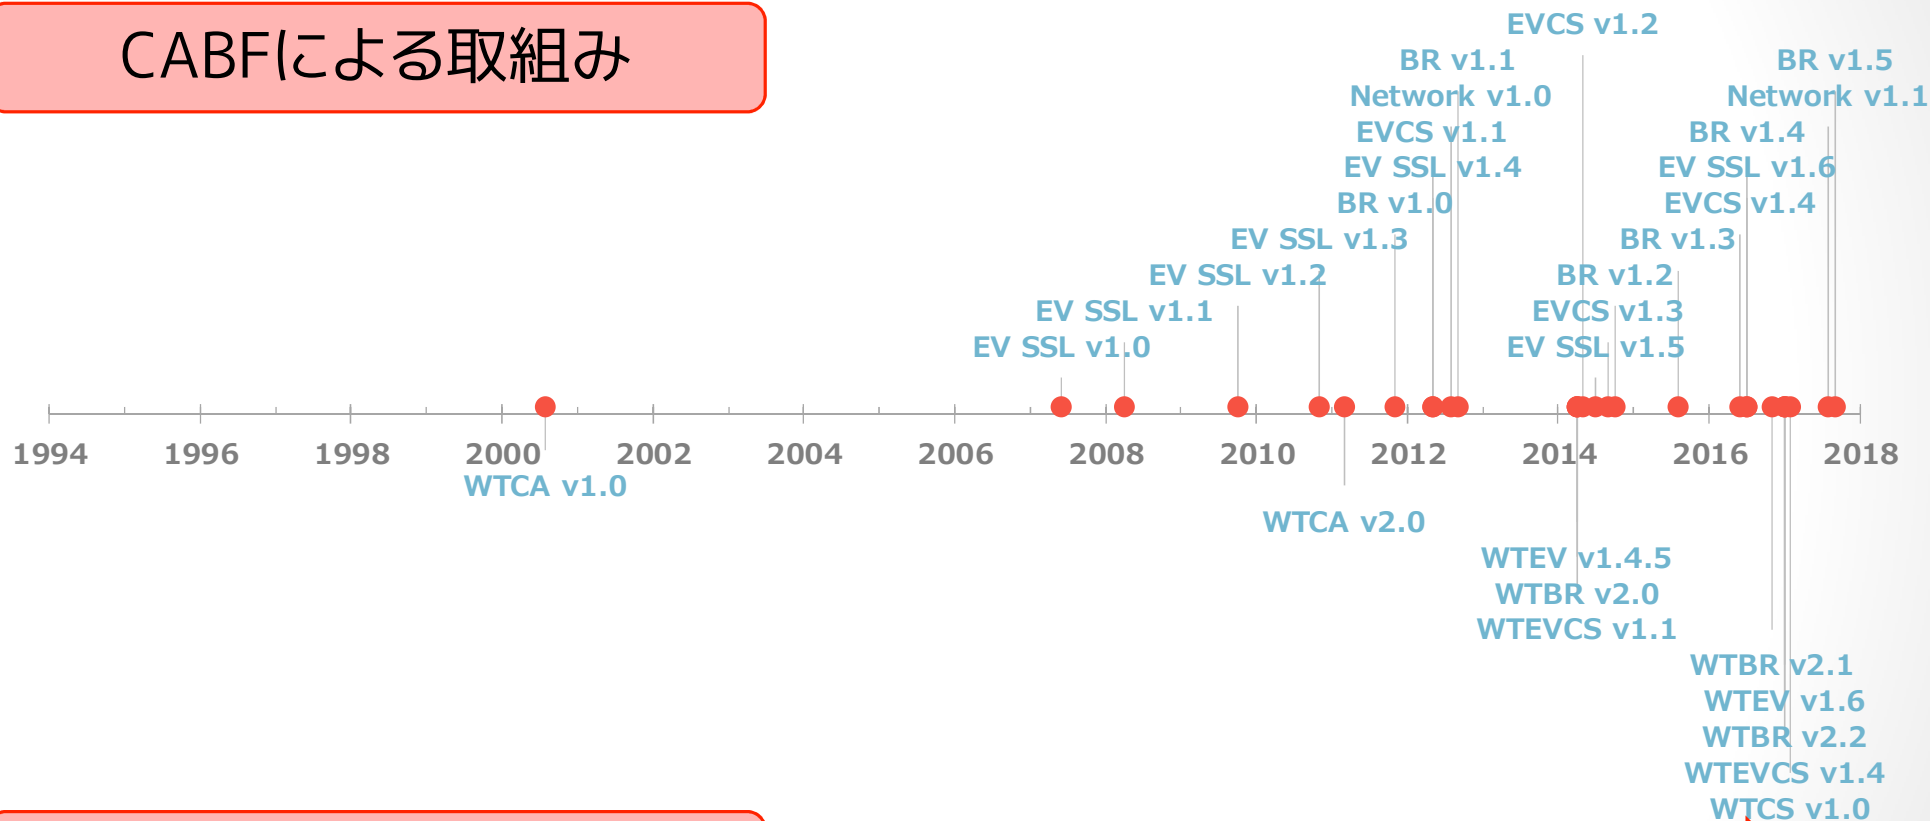 CABFによる取組み
EVCS v1.2
BR v1.1
BR v1.5
Network v1.0
Network v1.1
EVCS v1.1
BR v1.4
EV SSL v1.4
EV SSL v1.6
BR v1.0
EVCS v1.4
EV SSL v1.3
BR v1.3
EV SSL v1.2
BR v1.2
EV SSL v1.1
EVCS v1.3
EV SSL v1.0
EV SSL v1.5
1994 1996 1998 2000 2002 2004 2006 2008 2010 2012 2014 2016 2018
WTCA v1.0
WTCA v2.0
WTEV v1.4.5
WTBR v2.0
WTEVCS v1.1
WTBR v2.1
WTEV v1.6
WTBR v2.2
WTEVCS v1.4
WTCS v1.0